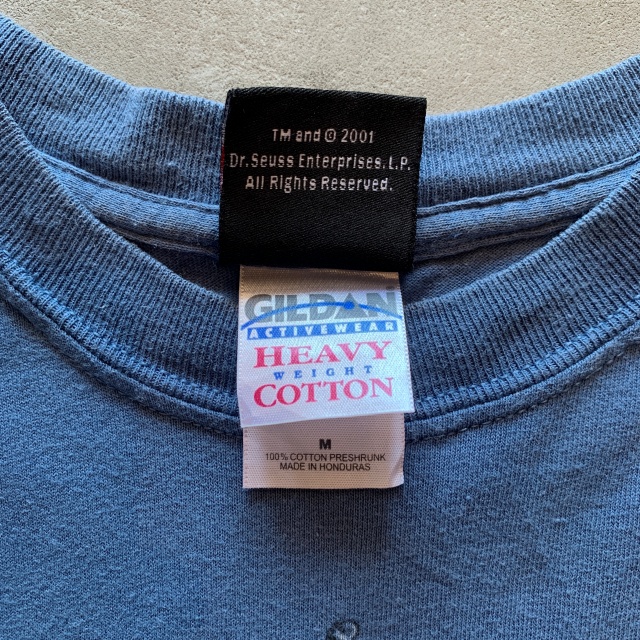 TM and © 2001
Dr. Seuss Enterprises, L.P.
All Rights Reserved.
GILDAN
ACTIVEWEAR
HEAVY
WEIGHT
COTTON
M
100% COTTON PRESHRUNK
MADE IN HONDURAS